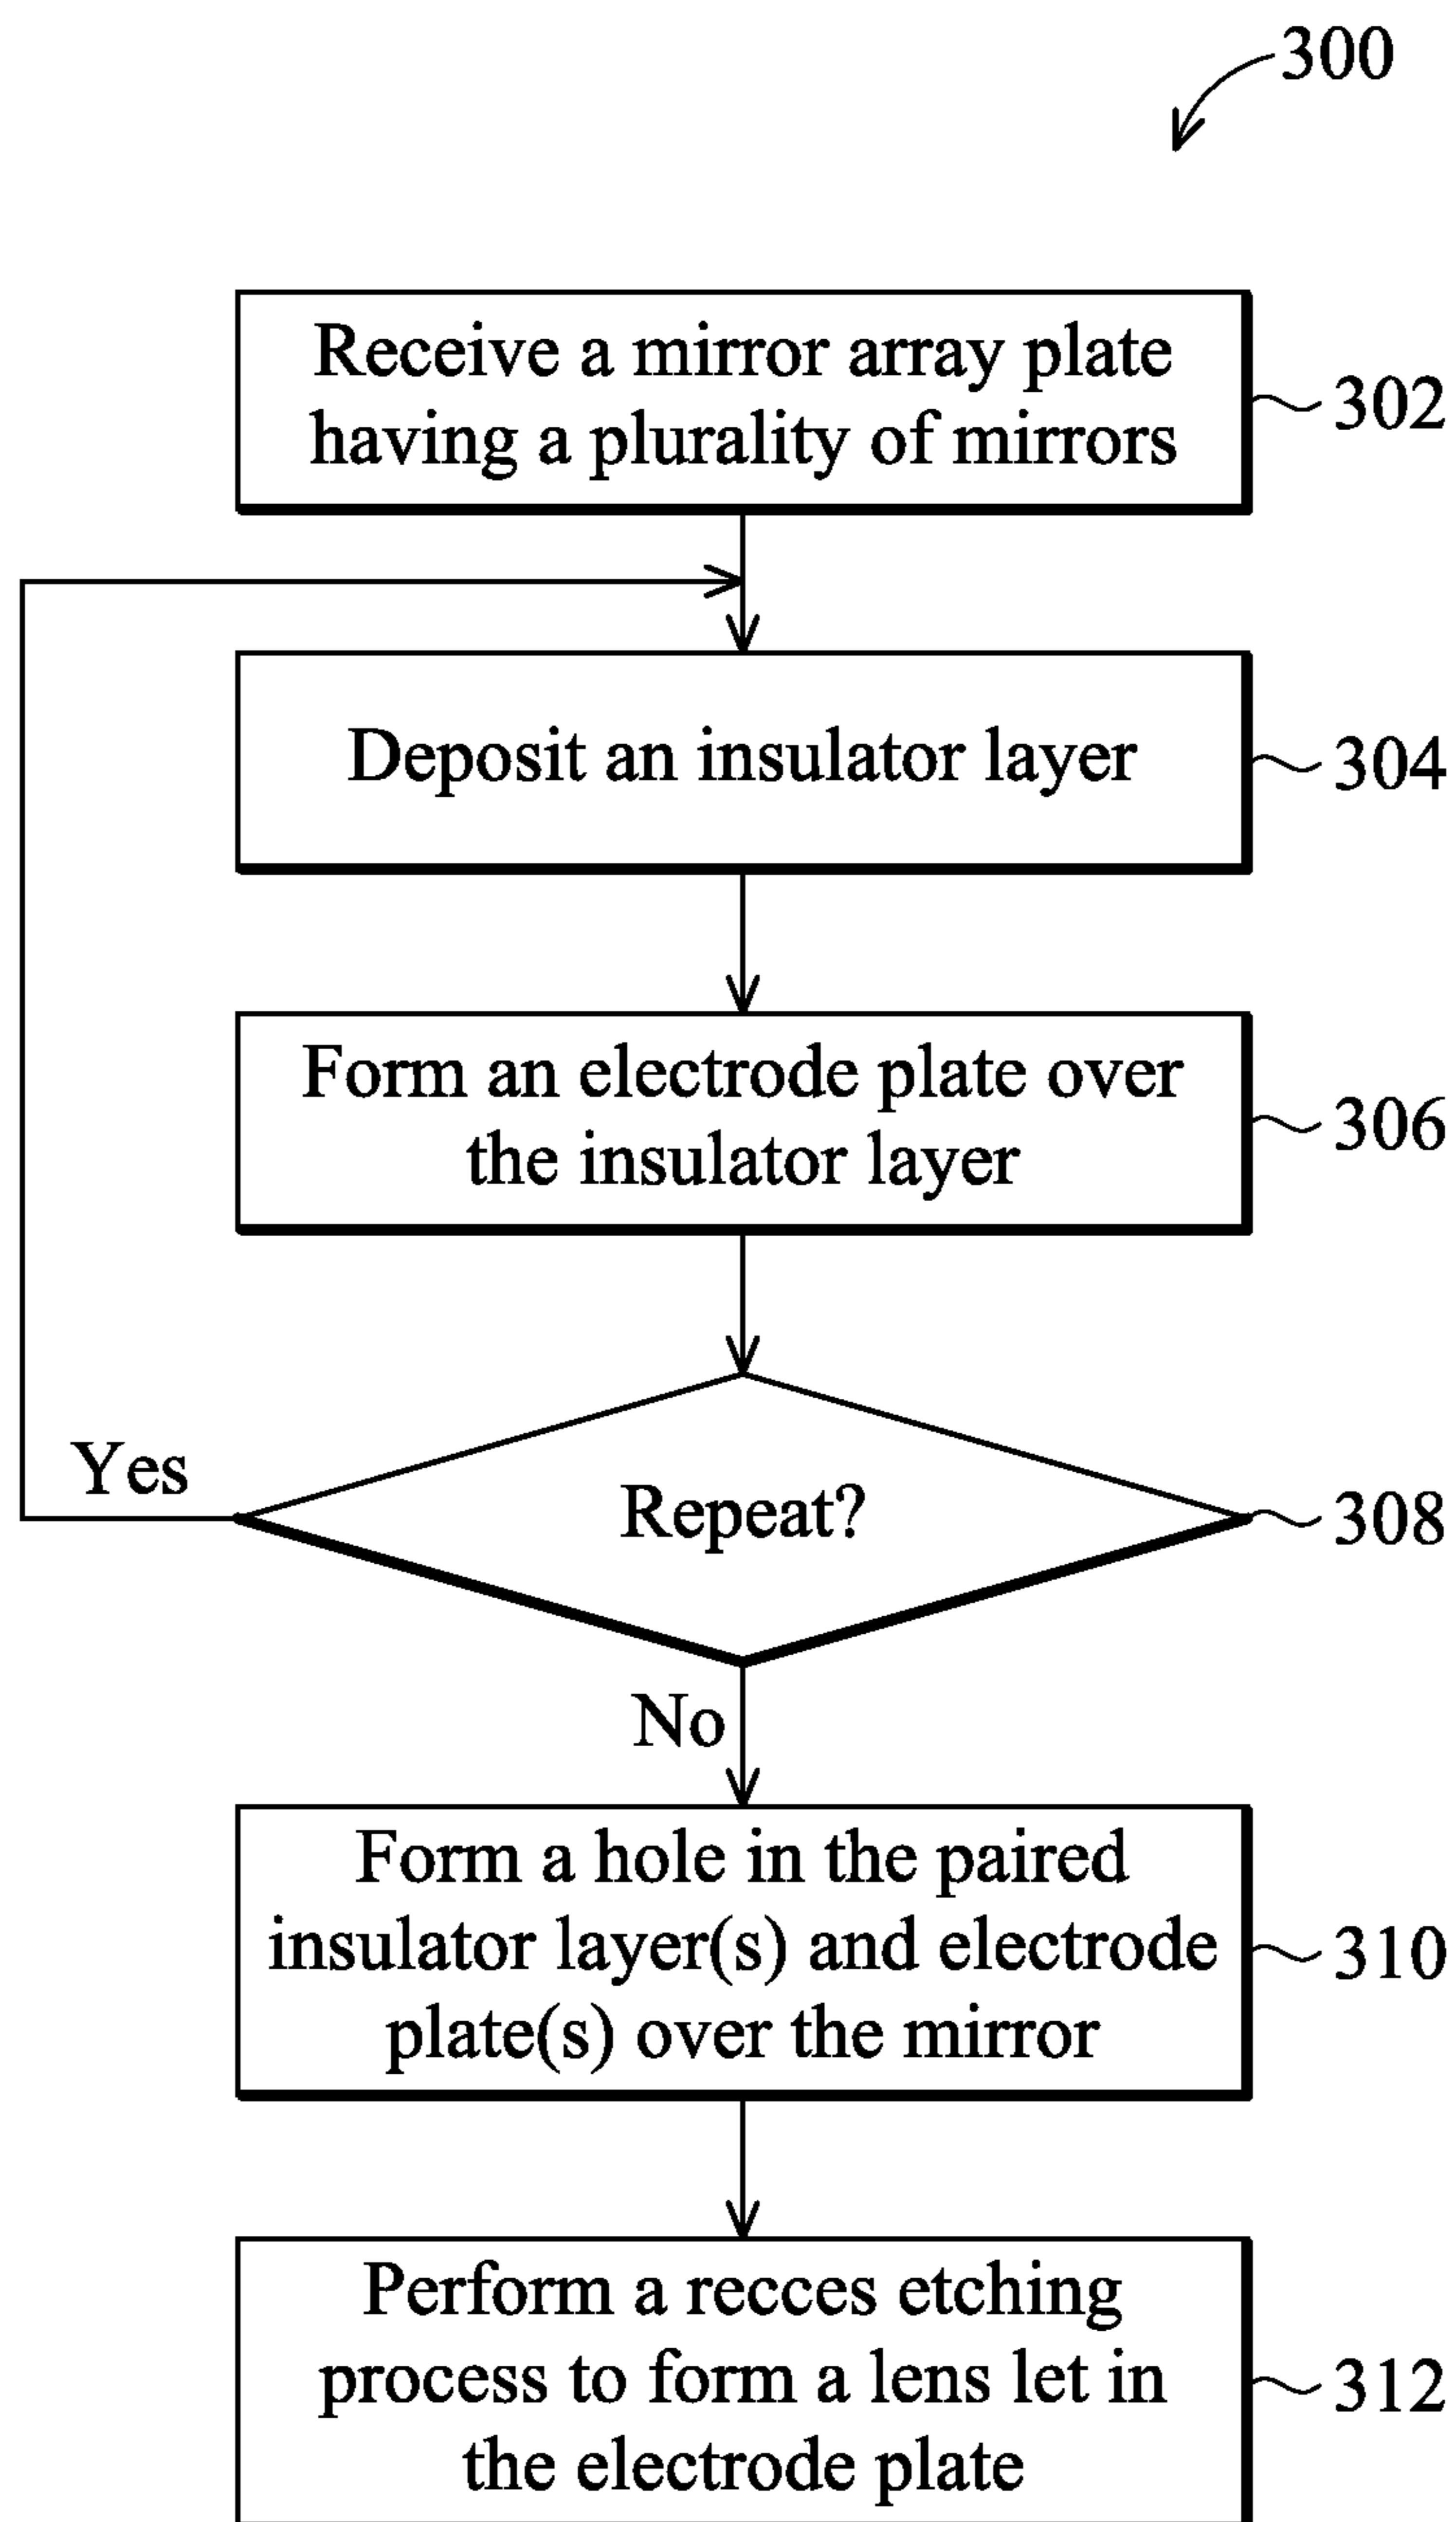 300
Receive a mirror array plate
having a plurality of mirrors
302
Deposit an insulator layer
304
Form an electrode plate over
the insulator layer
306
Repeat?
308
Yes
No
Form a hole in the paired
insulator layer(s) and electrode
plate(s) over the mirror
310
Perform a recces etching
process to form a lens let in
the electrode plate
312